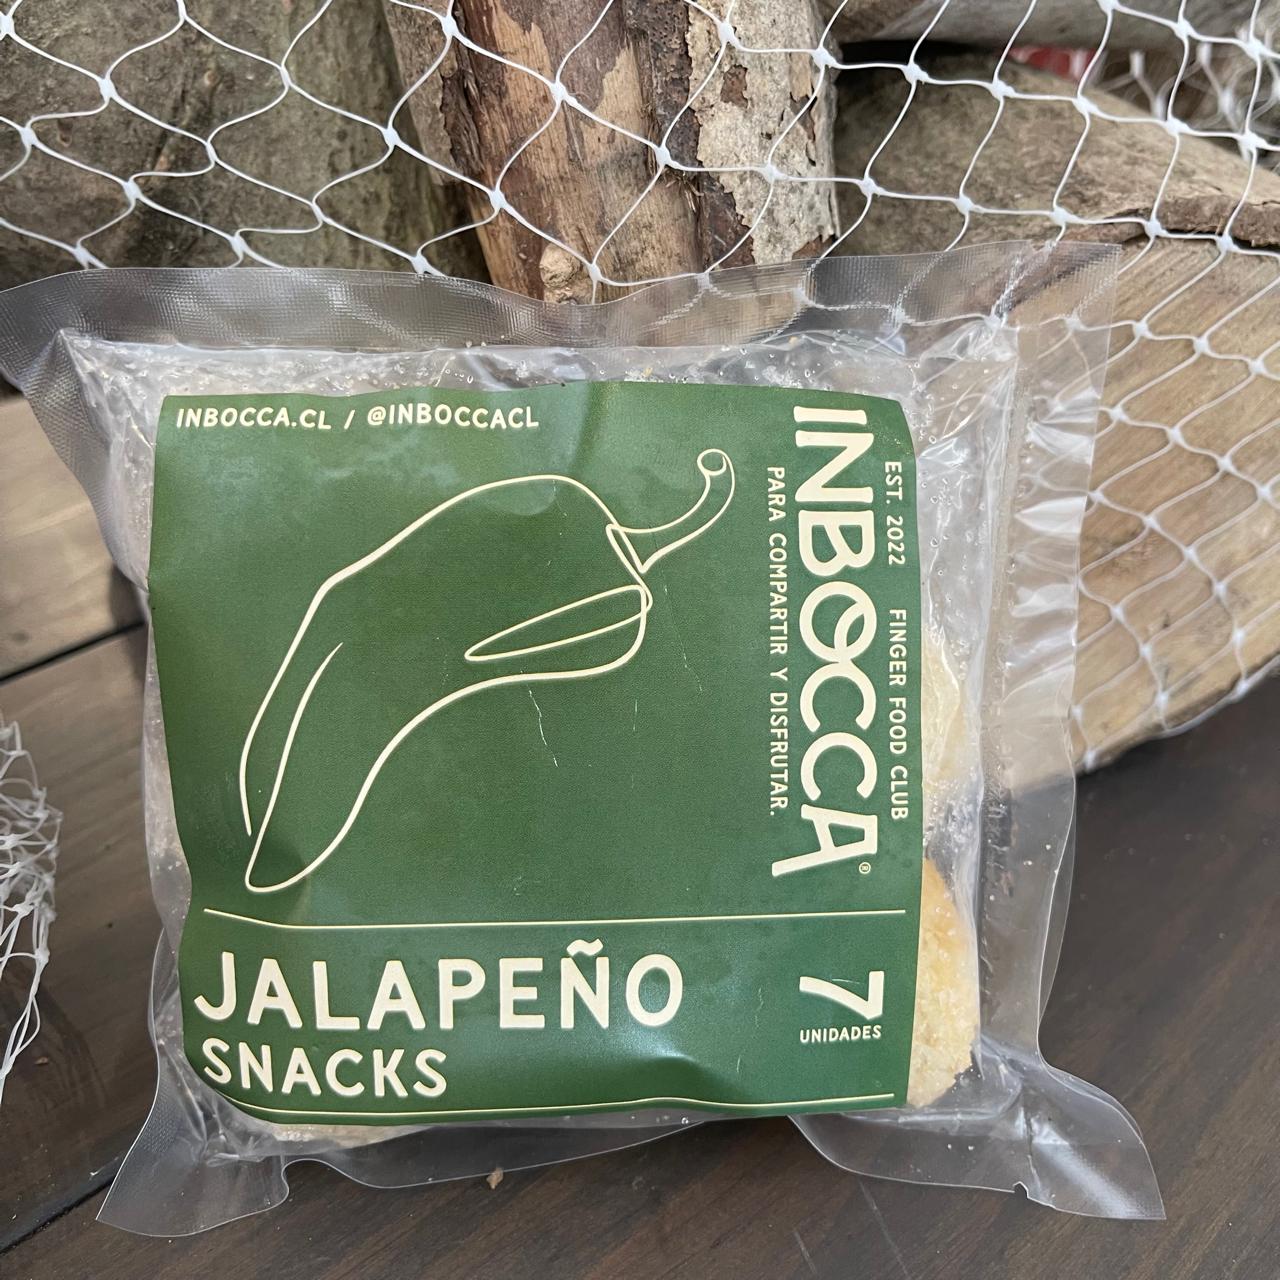 INBOCCA.CL / @INBOCCACL
EST. 2022 FINGER FOOD CLUB
INBOCCA®
PARA COMPARTIR Y DISFRUTAR.
JALAPEÑO
SNACKS
7
UNIDADES